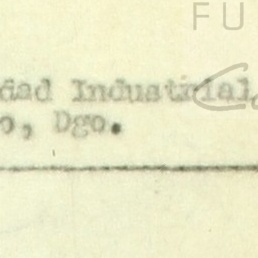 FU
dad Industrial,
o, Dgo.